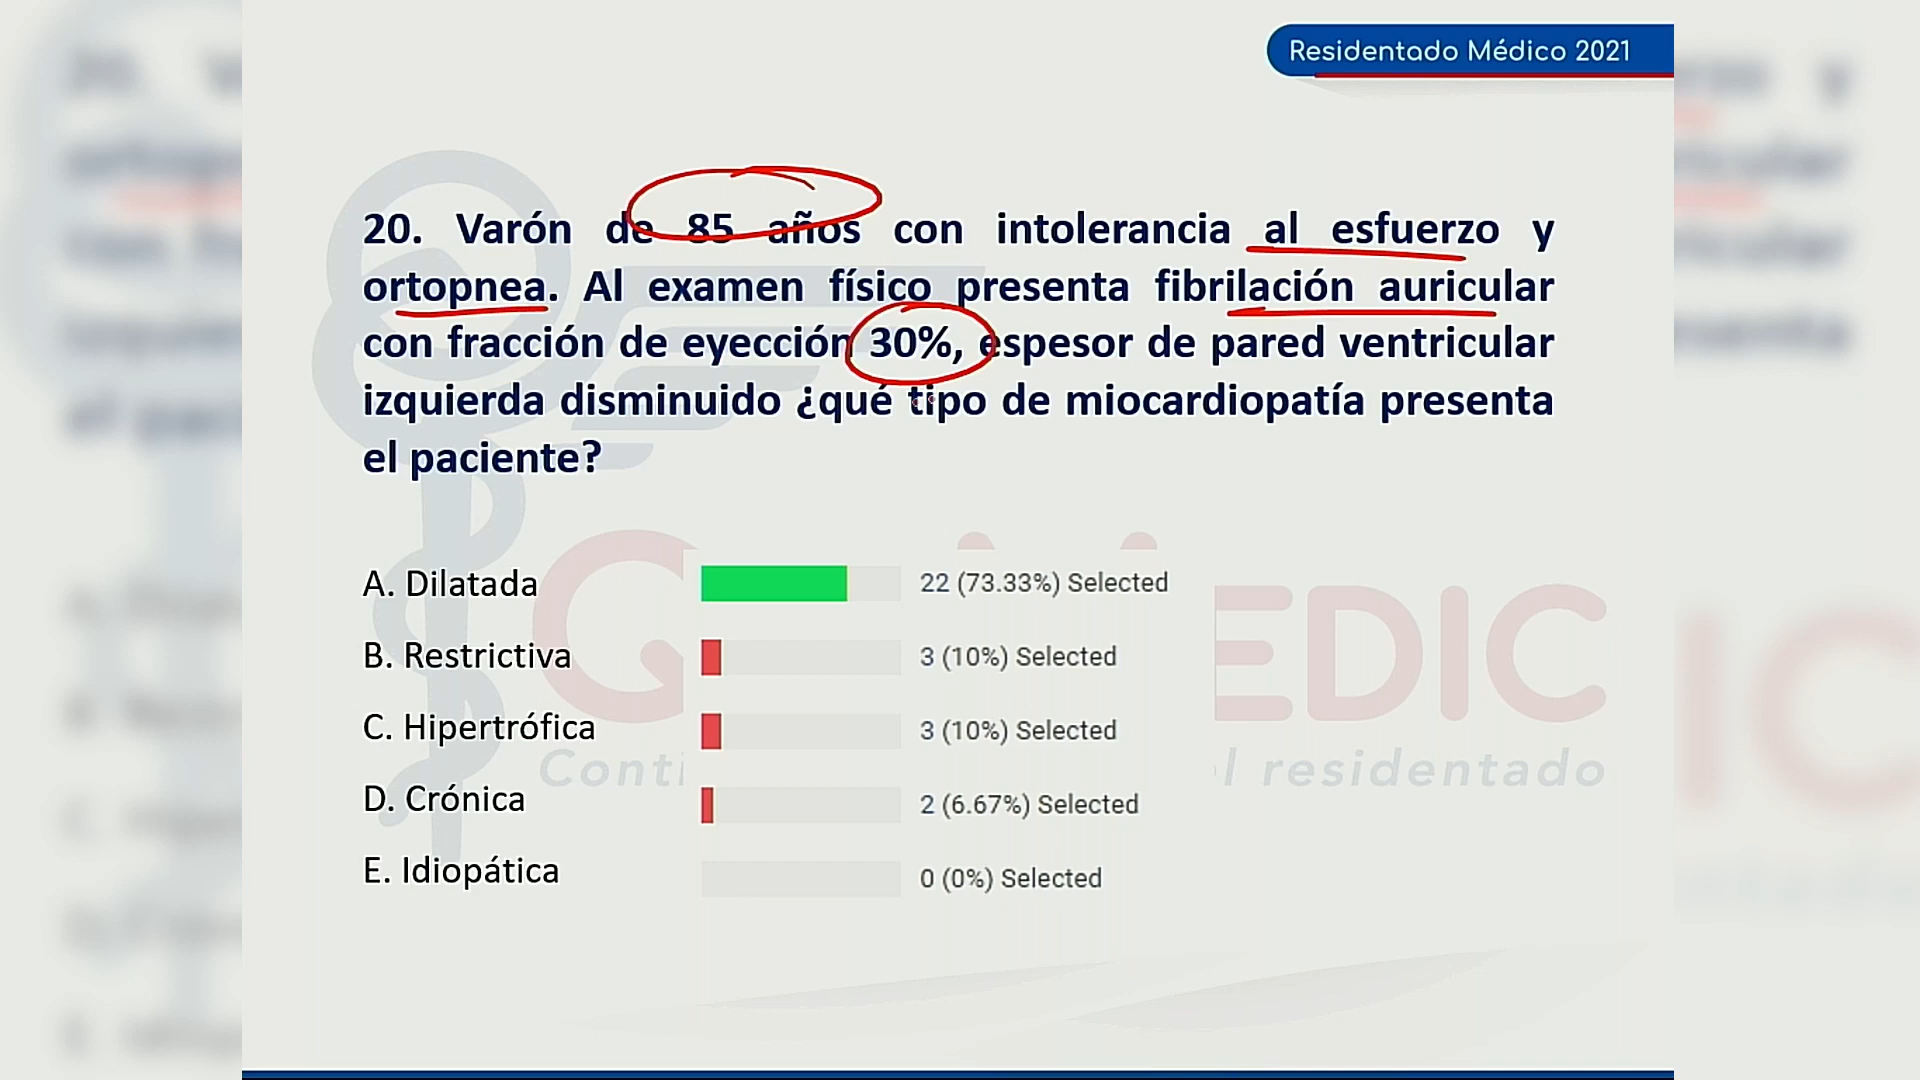 Residentado Médico 2021
20. Varón de 85 años con intolerancia al esfuerzo y
ortopnea. Al examen físico presenta fibrilación auricular
con fracción de eyección 30%, espesor de pared ventricular
izquierda disminuido ¿qué tipo de miocardiopatía presenta
el paciente?
A. Dilatada 22 (73.33%) Selected
B. Restrictiva 3 (10%) Selected
C. Hipertrófica 3 (10%) Selected
D. Crónica 2 (6.67%) Selected
E. Idiopática 0 (0%) Selected
EDIC
Conti l residentado